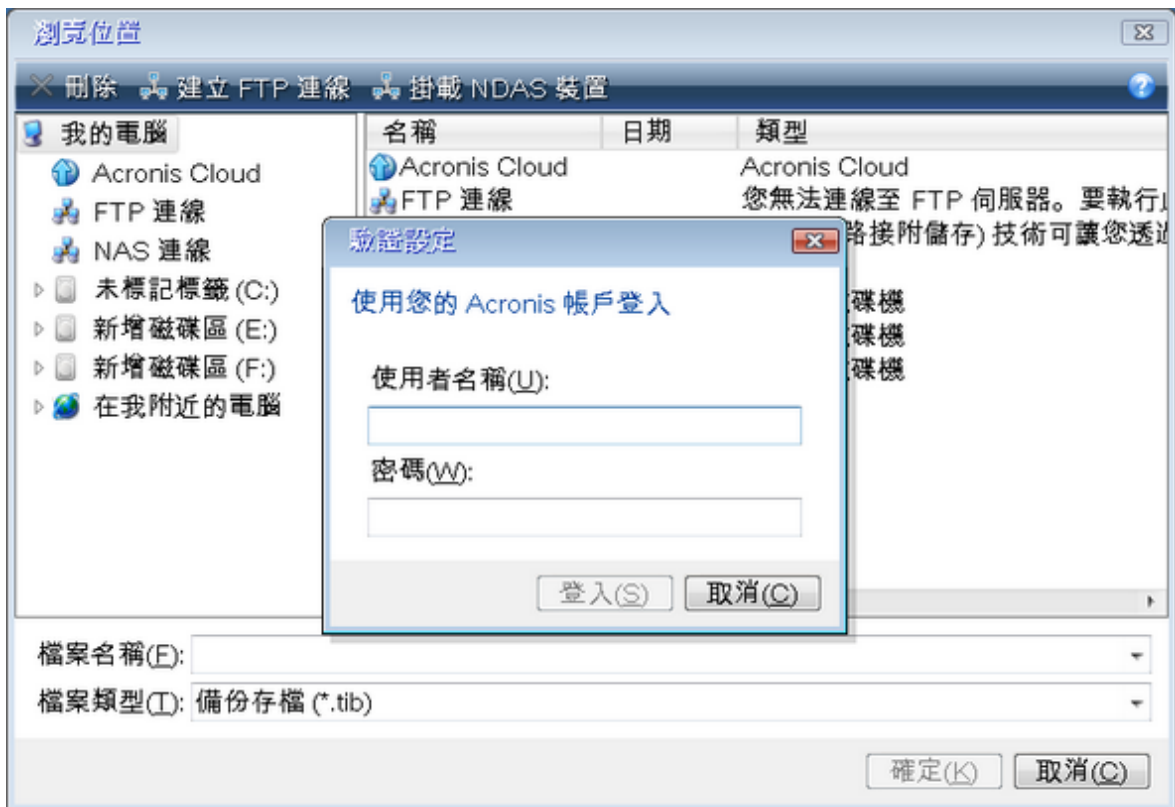 瀏覽位置
刪除 建立 FTP 連線 掛載 NDAS 裝置
我的電腦
Acronis Cloud
FTP 連線
NAS 連線
未標記標籤 (C:)
新增磁碟區 (E:)
新增磁碟區 (F:)
在我附近的電腦
名稱 日期 類型
Acronis Cloud Acronis Cloud
FTP 連線 您無法連線至 FTP 伺服器。要執行
路接附儲存) 技術可讓您透過
碟機
碟機
碟機
驗證設定
使用您的 Acronis 帳戶登入
使用者名稱(U):
密碼(W):
登入(S) 取消(C)
檔案名稱(F):
檔案類型(T): 備份存檔 (*.tib)
確定(K) 取消(C)